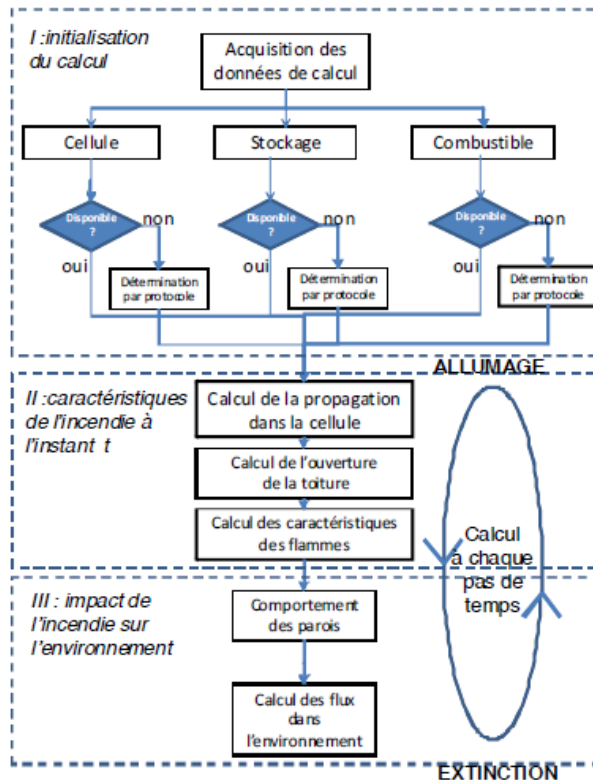 I :initialisation
du calcul
Acquisition des
données de calcul
Cellule
Stockage
Combustible
Disponible
?
non
oui
Disponible
?
non
oui
Disponible
?
non
oui
Détermination
par protocole
Détermination
par protocole
Détermination
par protocole
ALLUMAGE
II :caractéristiques
de l'incendie à
l'instant t
Calcul de la propagation
dans la cellule
Calcul de l'ouverture
de la toiture
Calcul des caractéristiques
des flammes
Calcul
à chaque
pas de
temps
III : impact de
l'incendie sur
l'environnement
Comportement
des parois
Calcul des flux
dans
l'environnement
EXTINCTION